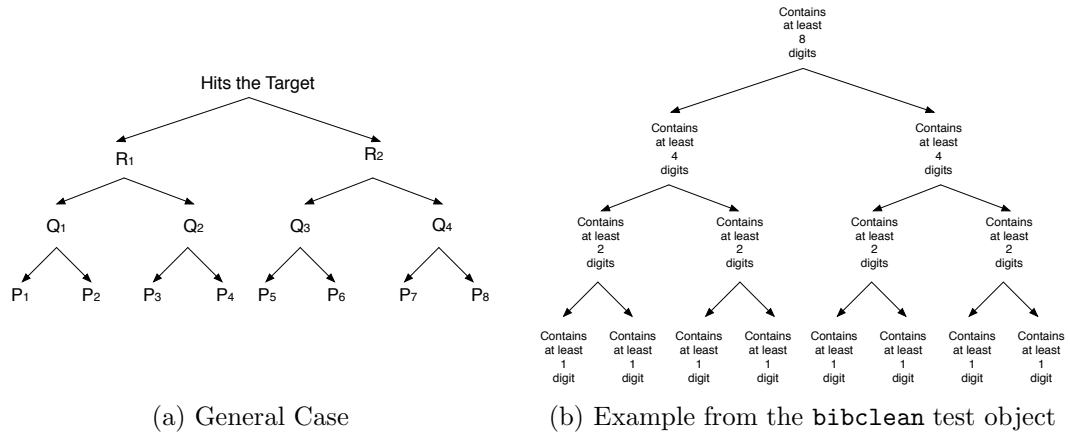 Hits the Target
R1
R2
Q1
Q2
Q3
Q4
P1
P2
P3
P4
P5
P6
P7
P8
(a) General Case
Contains
at least
8
digits
Contains
at least
4
digits
Contains
at least
4
digits
Contains
at least
2
digits
Contains
at least
2
digits
Contains
at least
2
digits
Contains
at least
2
digits
Contains
at least
1
digit
Contains
at least
1
digit
Contains
at least
1
digit
Contains
at least
1
digit
Contains
at least
1
digit
Contains
at least
1
digit
Contains
at least
1
digit
Contains
at least
1
digit
(b) Example from the bibclean test object